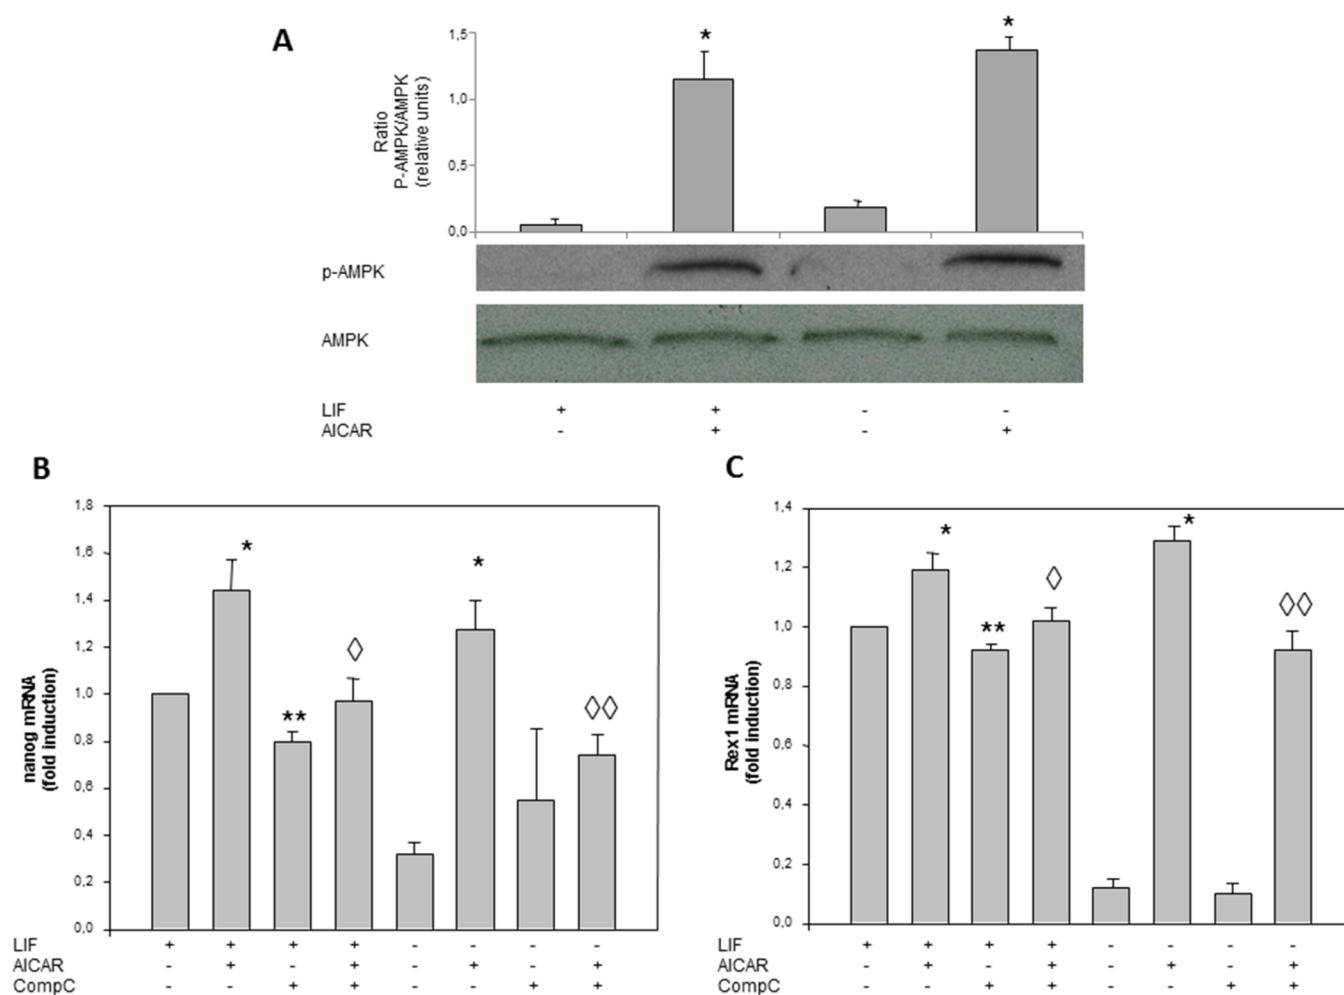 A
Ratio
P-AMPK/AMPK
(relative units)
1,5
1,0
0,5
0,0
* *
p-AMPK
AMPK
LIF + + - -
AICAR - + - +
B
nanog mRNA
(fold induction)
1,8
1,6
1,4
1,2
1,0
0,8
0,6
0,4
0,2
0,0
* ** ◊ * ◊◊
LIF + + + + - - - -
AICAR - + - + - + - +
CompC - - + + - - + +
C
Rex1 mRNA
(fold induction)
1,4
1,2
1,0
0,8
0,6
0,4
0,2
0,0
* ** ◊ * ◊◊
LIF + + + + - - - -
AICAR - + - + - + - +
CompC - - + + - - + +